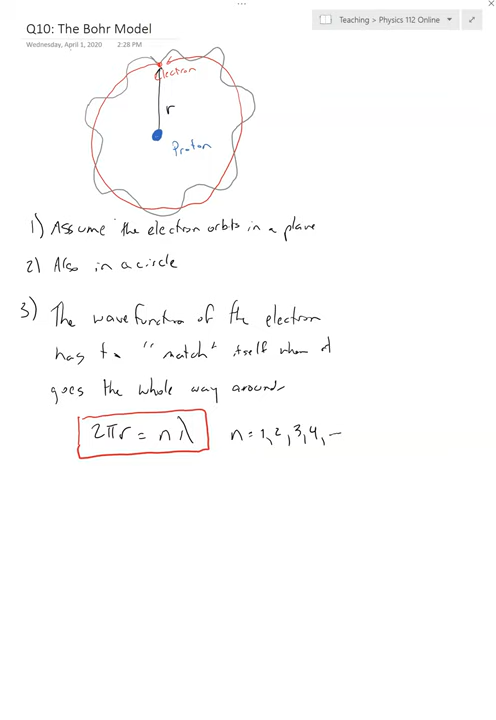 Q10: The Bohr Model
Teaching > Physics 112 Online
Wednesday, April 1, 2020 2:28 PM
electron
r
Proton
1) Assume the electron orbits in a plane
2) Also in a circle
3) The wavefunction of the electron
has to "match" itself when it
goes the whole way around
2πr = nλ n = 1, 2, 3, 4, —